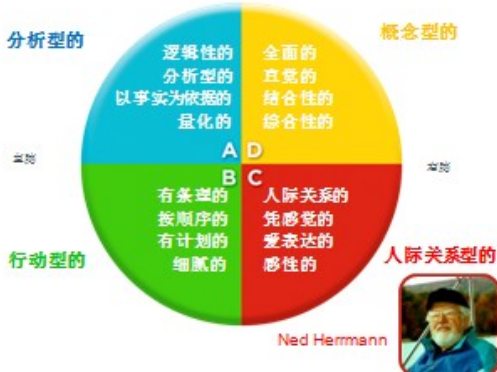 分析型的
概念型的
逻辑性的
分析型的
以事实为依据的
量化的
全面的
直觉的
结合性的
综合性的
A D
左脑
右脑
B C
有条理的
按顺序的
有计划的
细腻的
人际关系的
凭感觉的
爱表达的
感性的
行动型的
人际关系型的
Ned Herrmann